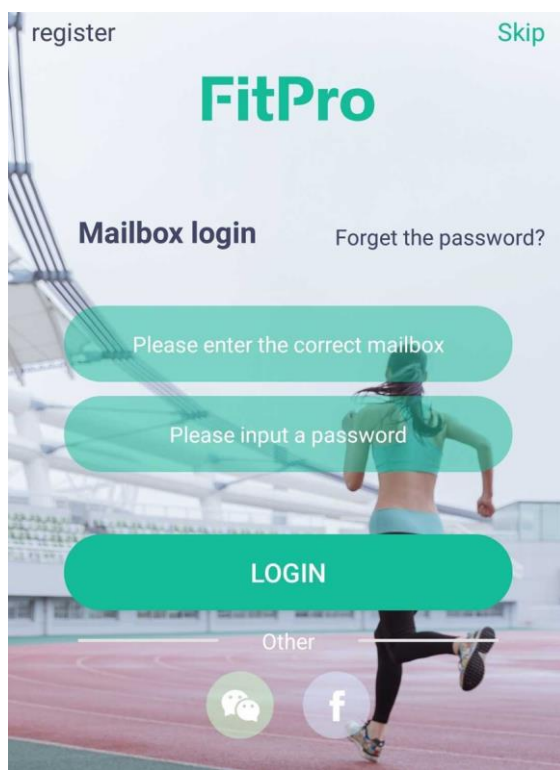 register
Skip
FitPro
Mailbox login
Forget the password?
Please enter the correct mailbox
Please input a password
LOGIN
Other
f